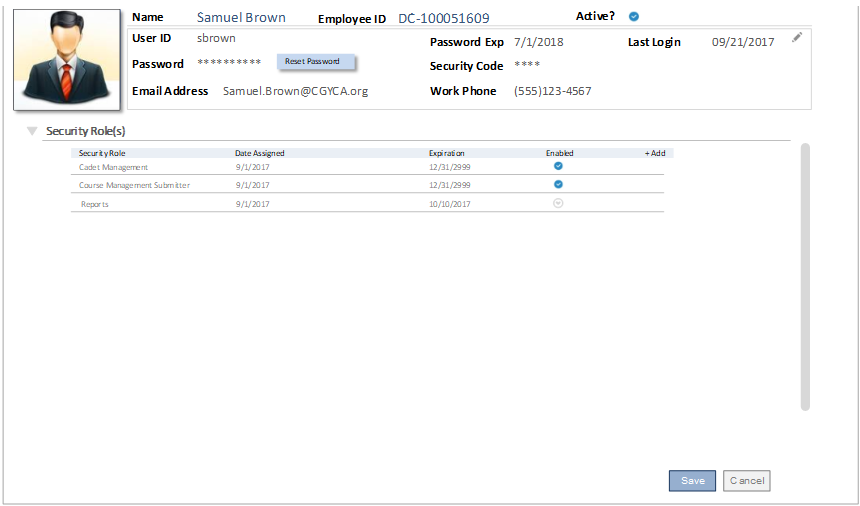 Name Samuel Brown Employee ID DC-100051609 Active?
User ID sbrown Password Exp 7/1/2018 Last Login 09/21/2017
Password ********** Reset Password Security Code ****
Email Address Samuel.Brown@CGYCA.org Work Phone (555)123-4567
Security Role(s)
Security Role Date Assigned Expiration Enabled + Add
Cadet Management 9/1/2017 12/31/2999
Course Management Submitter 9/1/2017 12/31/2999
Reports 9/1/2017 10/10/2017
Save Cancel